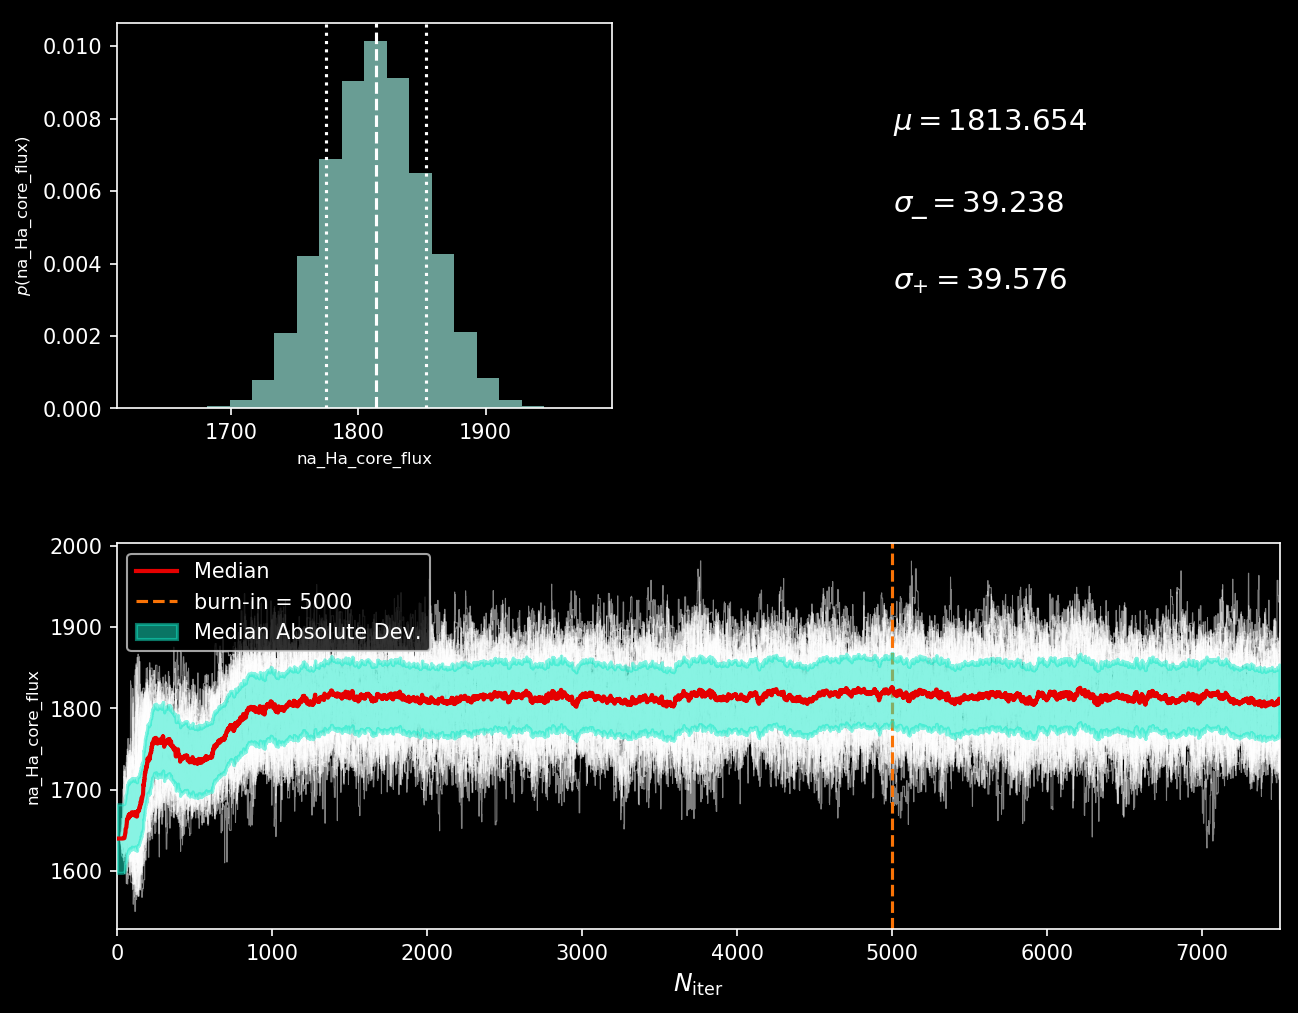 0.010
0.008
0.006
0.004
0.002
0.000
p(na_Ha_core_flux)
1700 1800 1900
na_Ha_core_flux
μ = 1813.654
σ₋ = 39.238
σ₊ = 39.576
2000
1900
1800
1700
1600
na_Ha_core_flux
Median
burn-in = 5000
Median Absolute Dev.
0 1000 2000 3000 4000 5000 6000 7000
N_iter